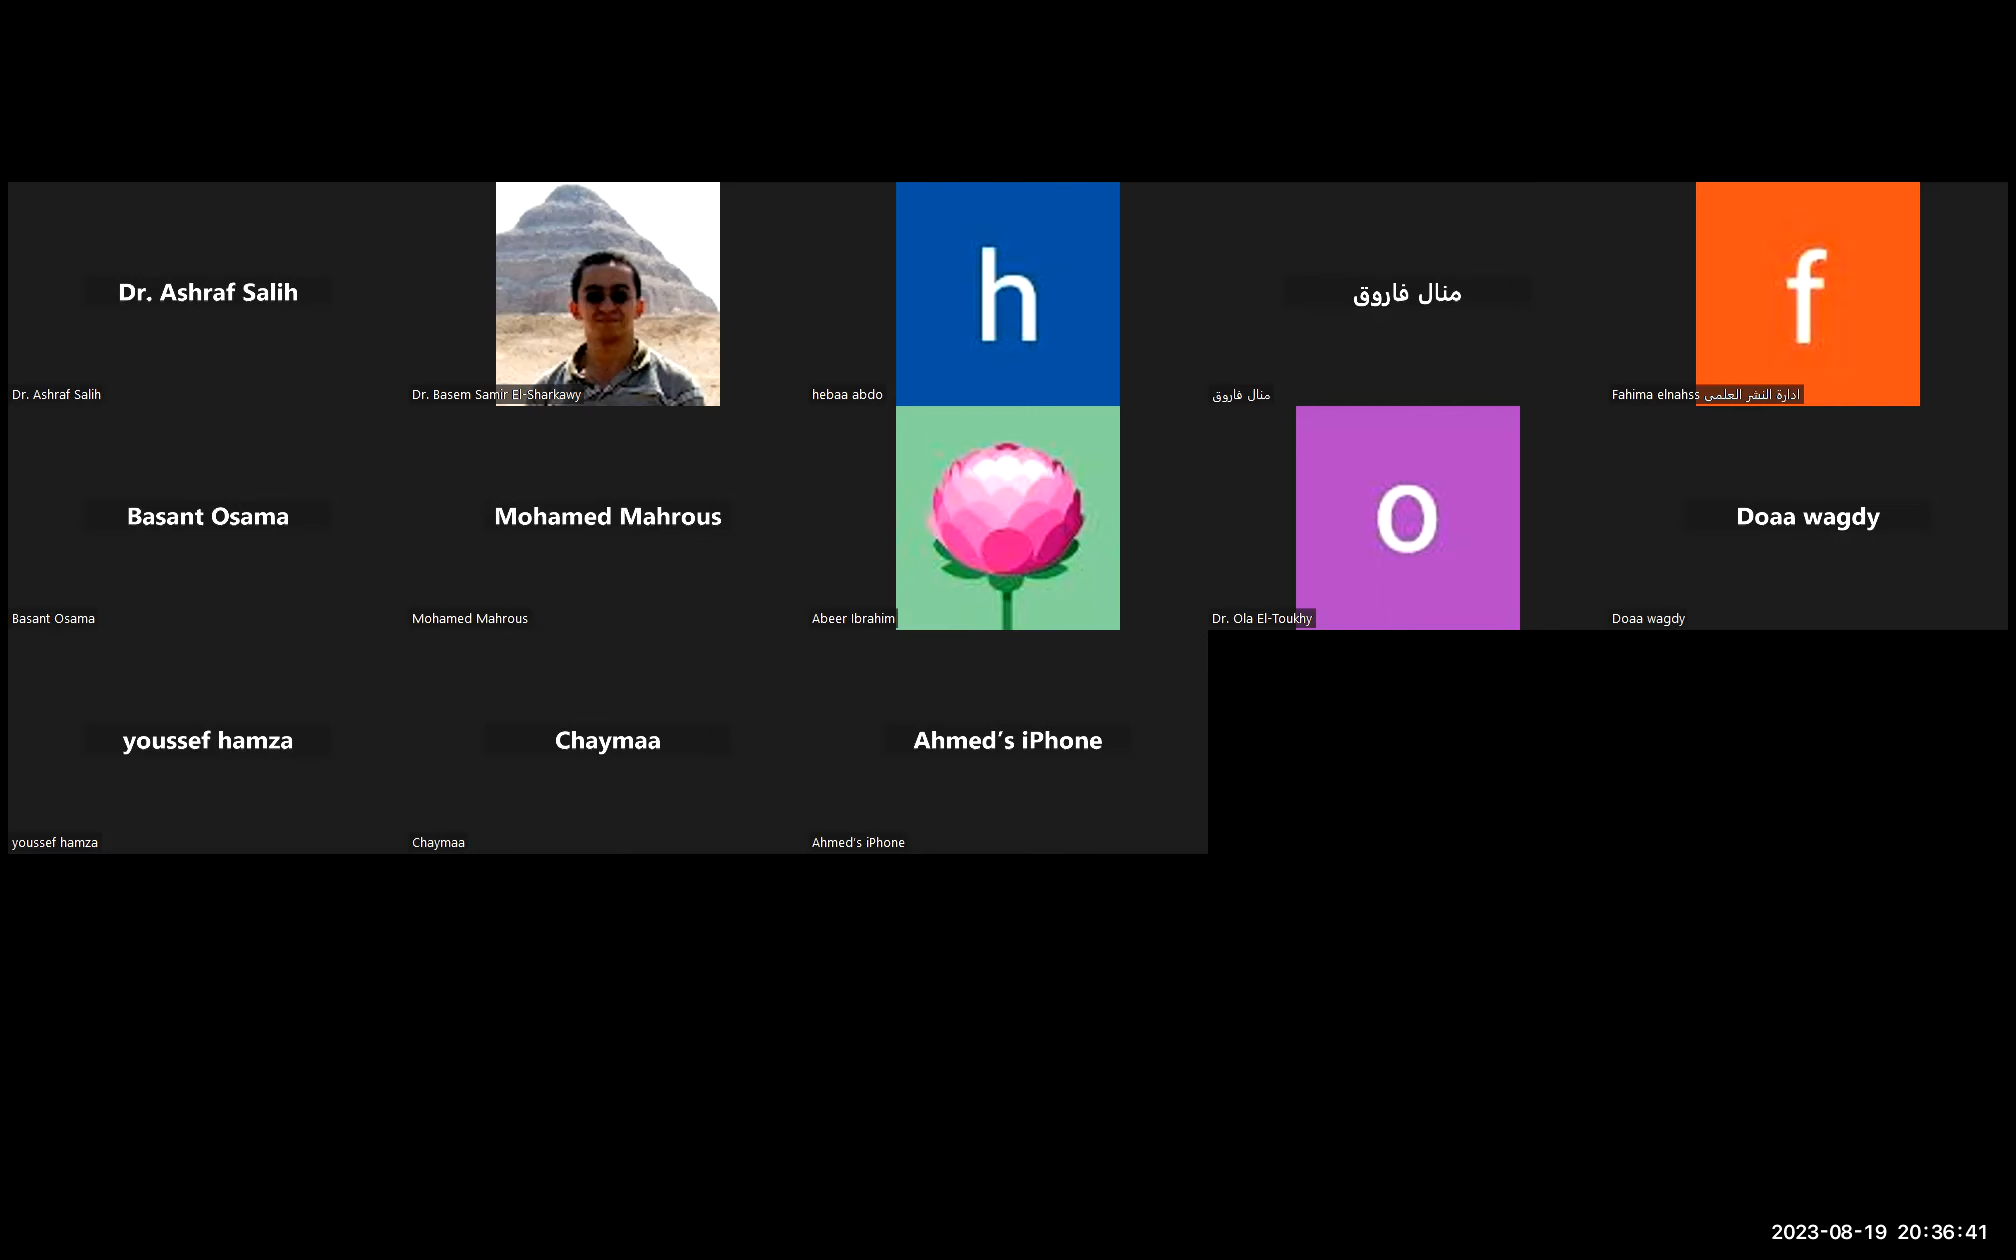 Dr. Ashraf Salih
Dr. Ashraf Salih
Dr. Basem Samir El-Sharkawy
h
hebaa abdo
منال فاروق
منال فاروق
f
Fahima elnahss ادارة النشر العلمى
Basant Osama
Basant Osama
Mohamed Mahrous
Mohamed Mahrous
Abeer Ibrahim
O
Dr. Ola El-Toukhy
Doaa wagdy
Doaa wagdy
youssef hamza
youssef hamza
Chaymaa
Chaymaa
Ahmed’s iPhone
Ahmed's iPhone
2023-08-19 20:36:41